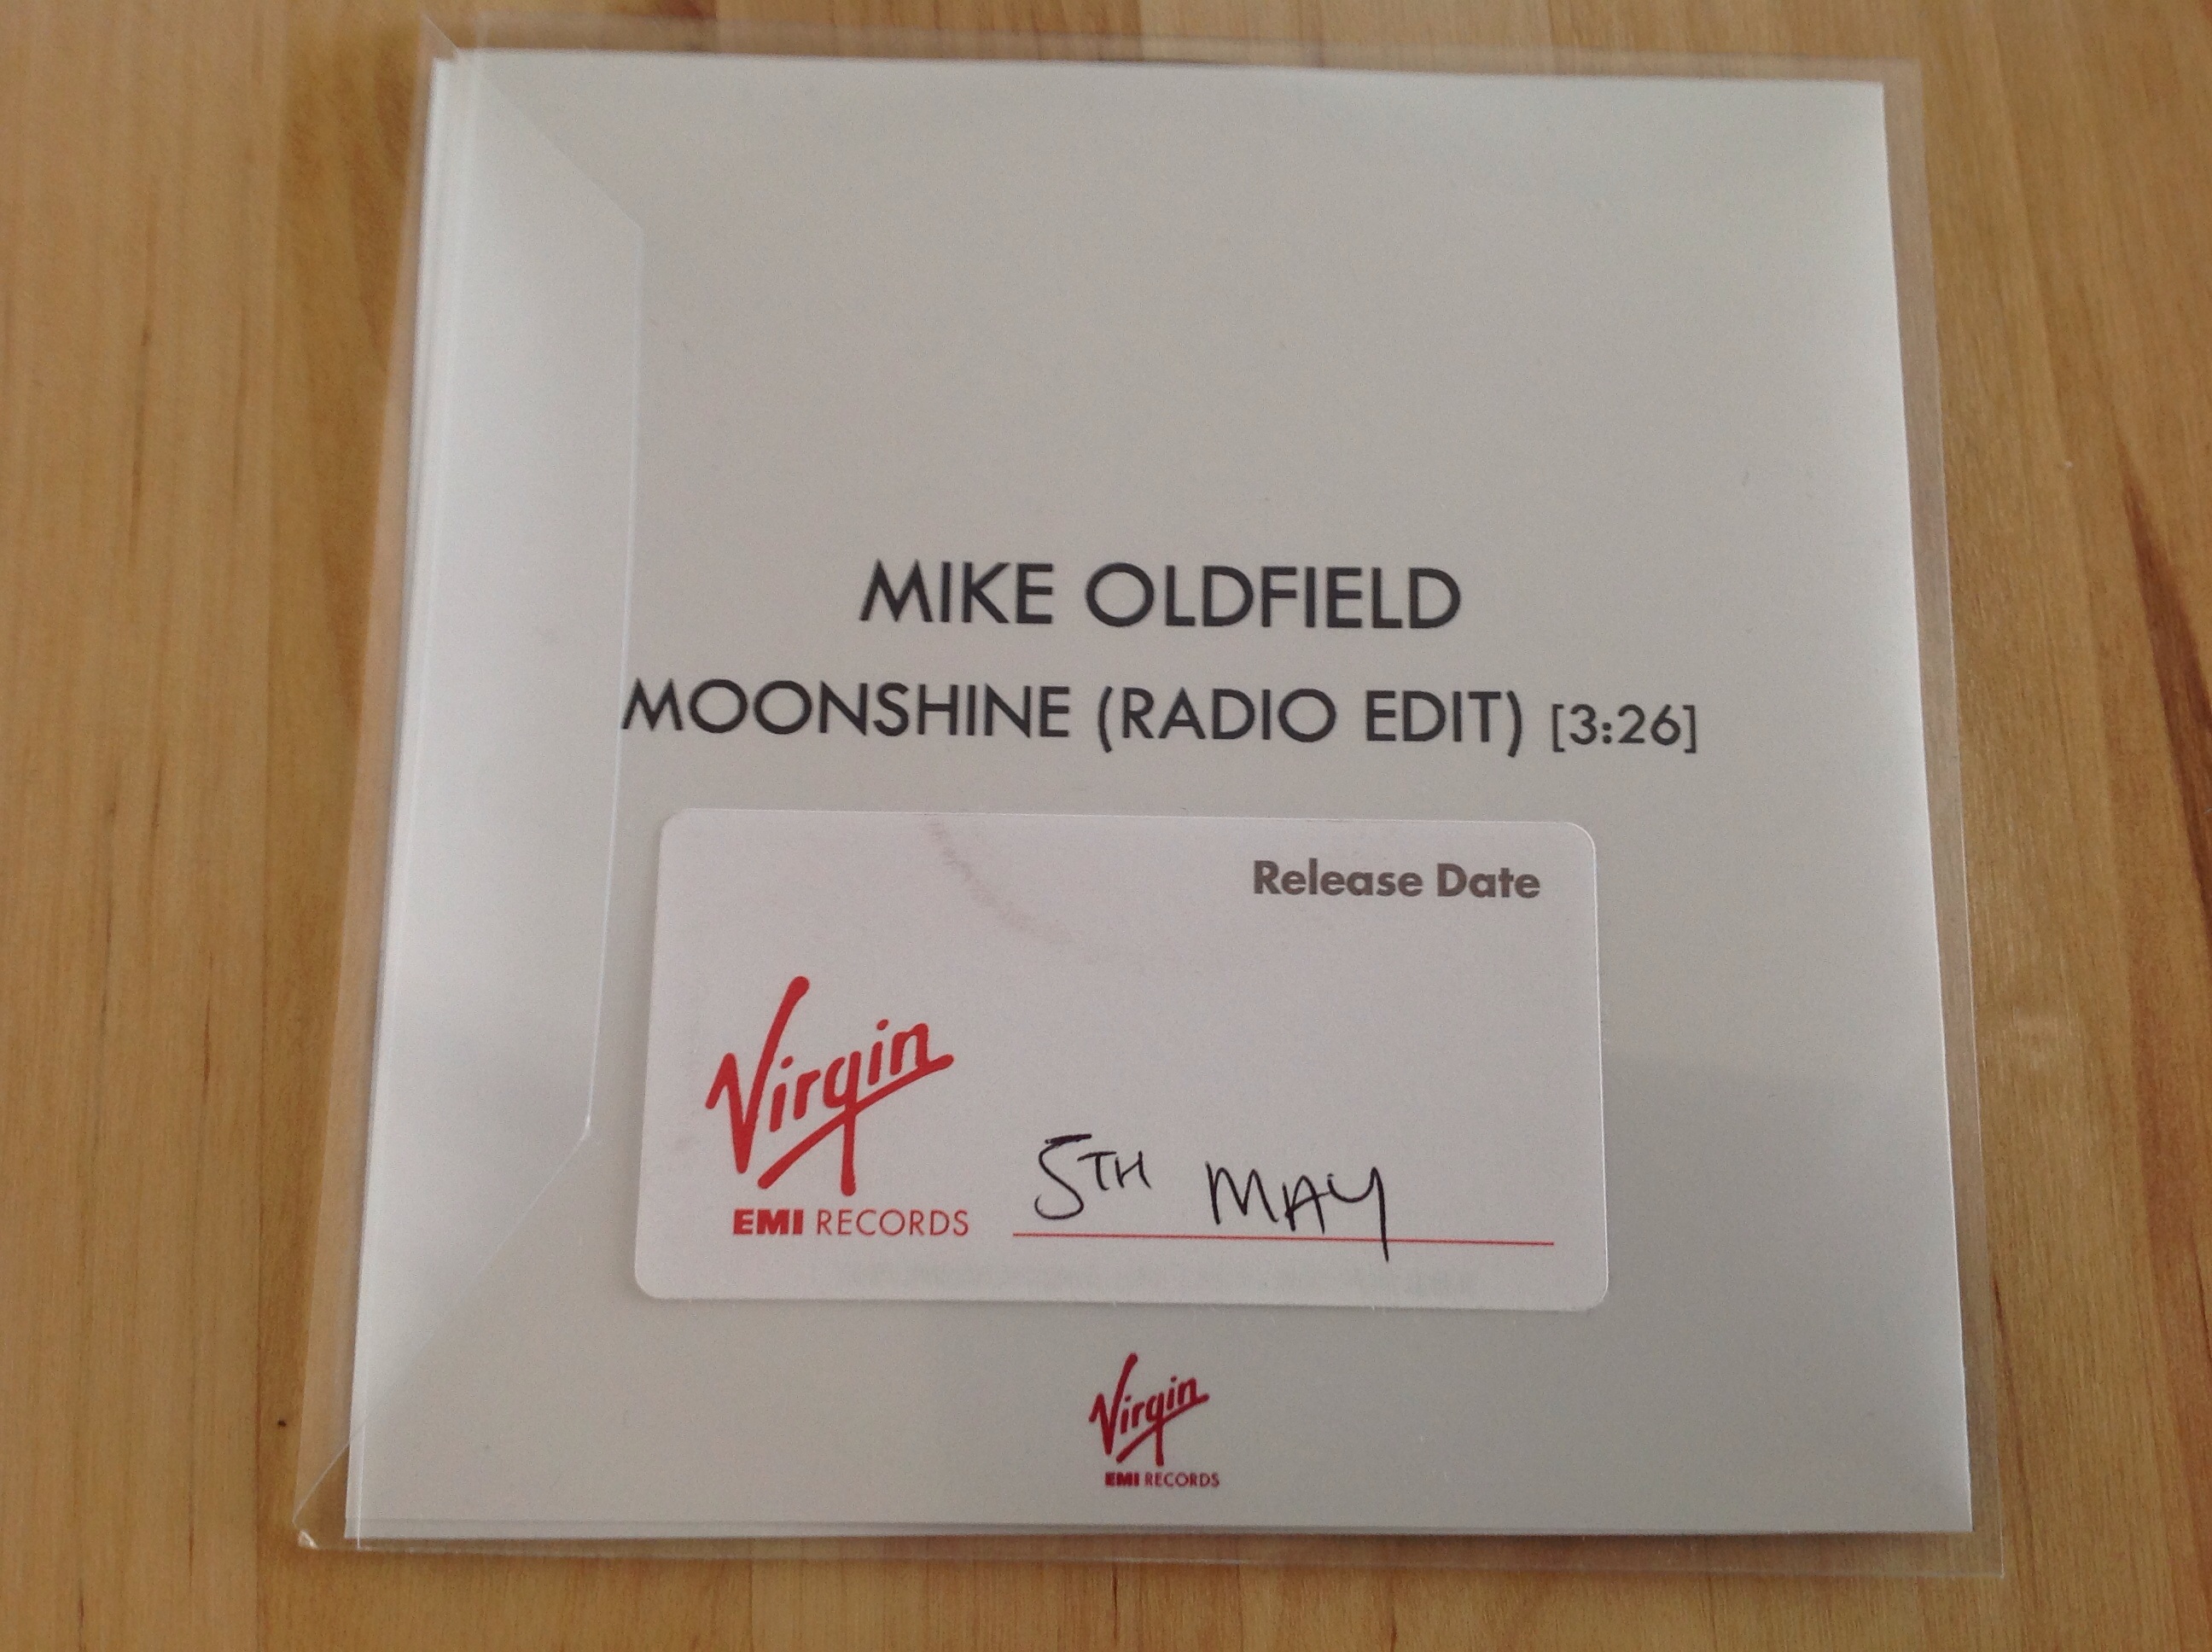 MIKE OLDFIELD
MOONSHINE (RADIO EDIT) [3:26]
Release Date
Virgin
EMI RECORDS
5TH MAY
Virgin
EMI RECORDS